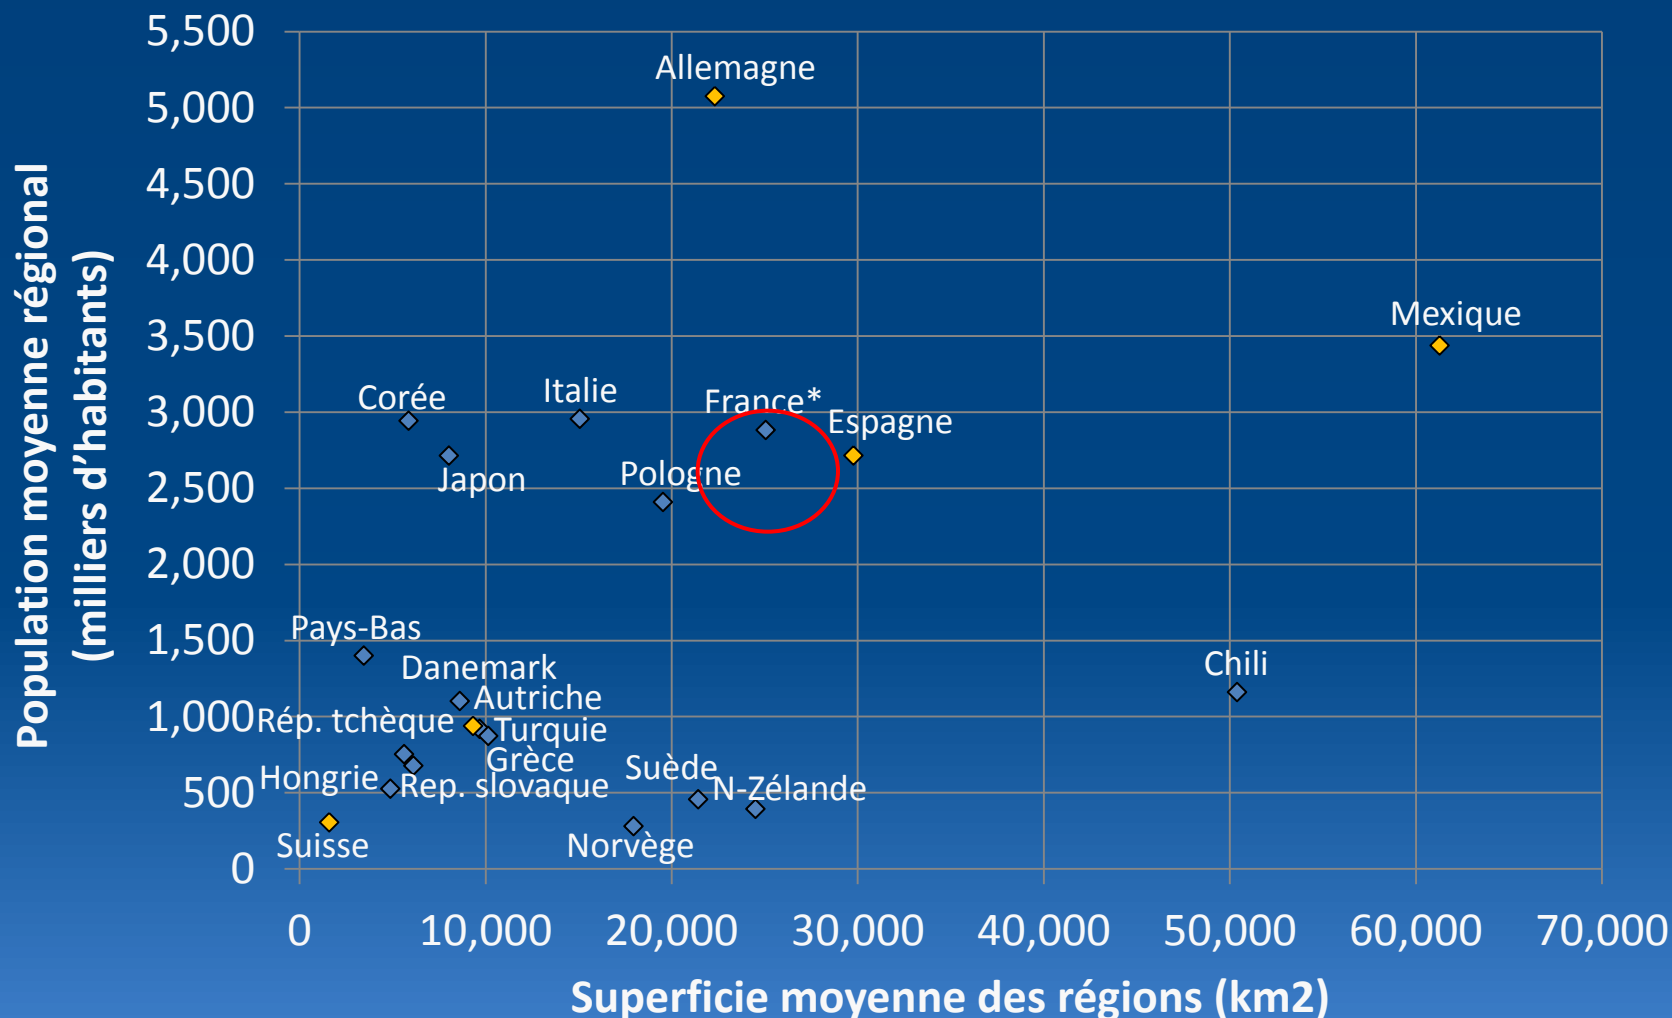 5,500
5,000
4,500
4,000
3,500
3,000
2,500
2,000
1,500
1,000
500
0
Population moyenne régional
(milliers d'habitants)
Allemagne
Mexique
Corée
Italie
France*
Espagne
Japon
Pologne
Pays-Bas
Danemark
Chili
Autriche
Rép. tchèque
Turquie
Grèce
Hongrie
Rep. slovaque
Suède
N-Zélande
Suisse
Norvège
0
10,000
20,000
30,000
40,000
50,000
60,000
70,000
Superficie moyenne des régions (km2)